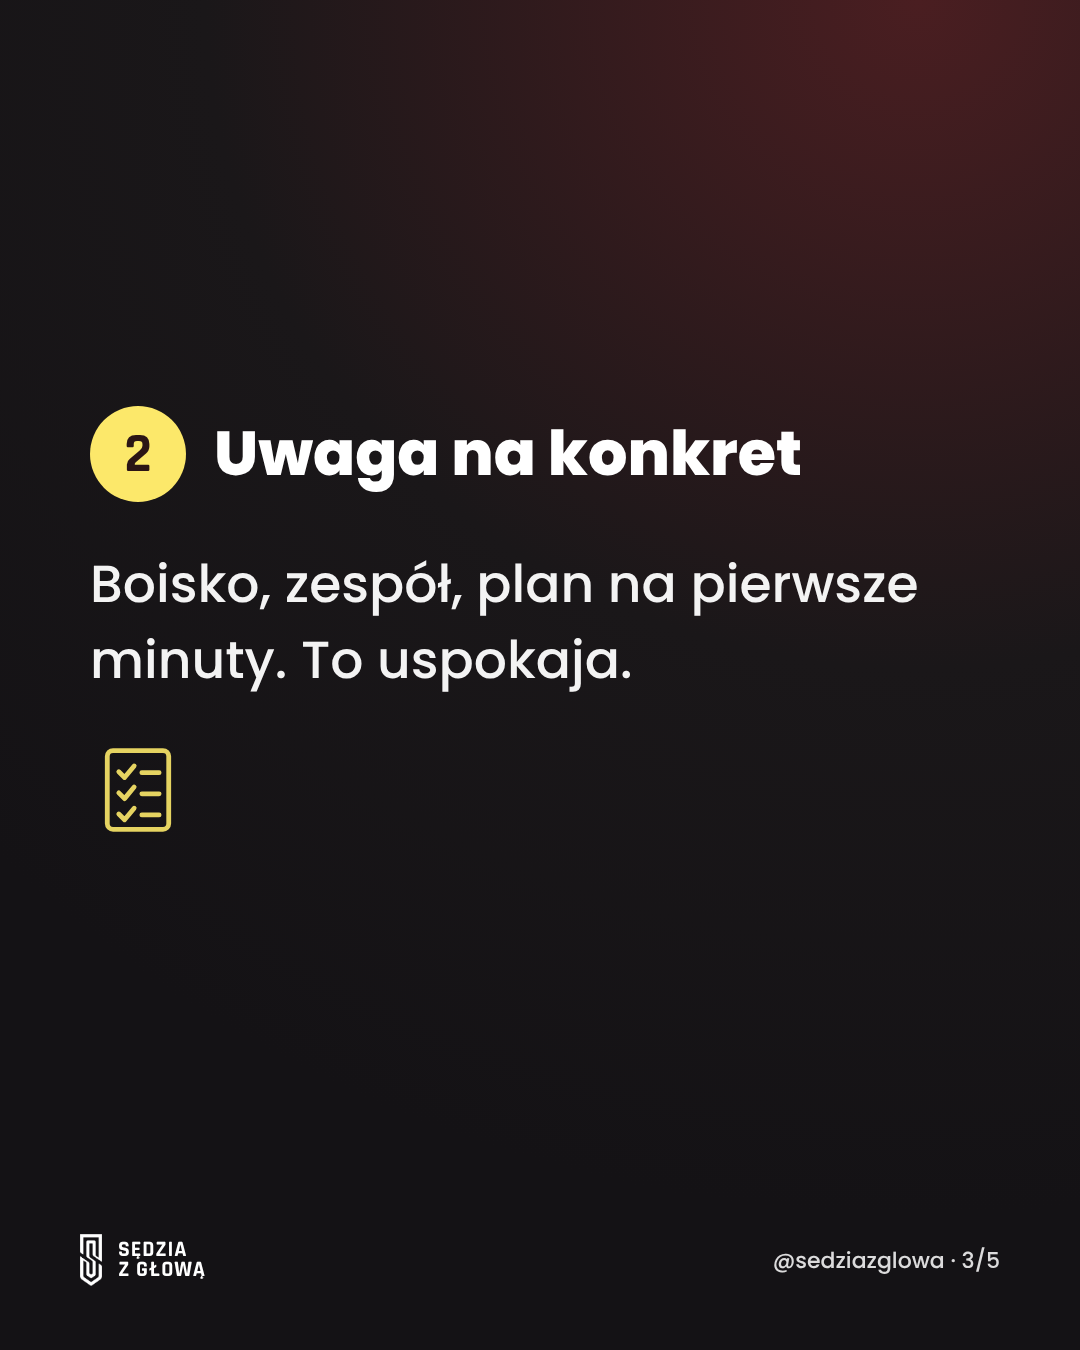 2 Uwaga na konkret
Boisko, zespół, plan na pierwsze
minuty. To uspokaja.
SĘDZIA
Z GŁOWĄ
@sedziazglowa · 3/5